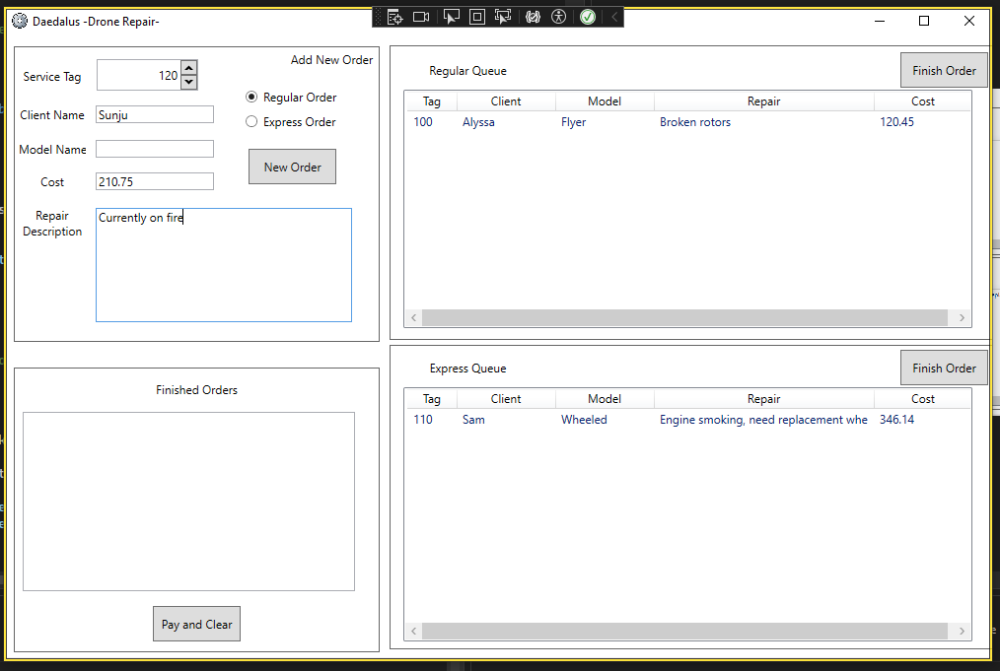 Daedalus -Drone Repair-
Add New Order
Service Tag
120
Regular Order
Client Name
Sunju
Express Order
Model Name
New Order
Cost
210.75
Repair
Description
Currently on fire
Finished Orders
Pay and Clear
Regular Queue
Finish Order
Tag Client Model Repair Cost
100 Alyssa Flyer Broken rotors 120.45
Express Queue
Finish Order
Tag Client Model Repair Cost
110 Sam Wheeled Engine smoking, need replacement whe 346.14